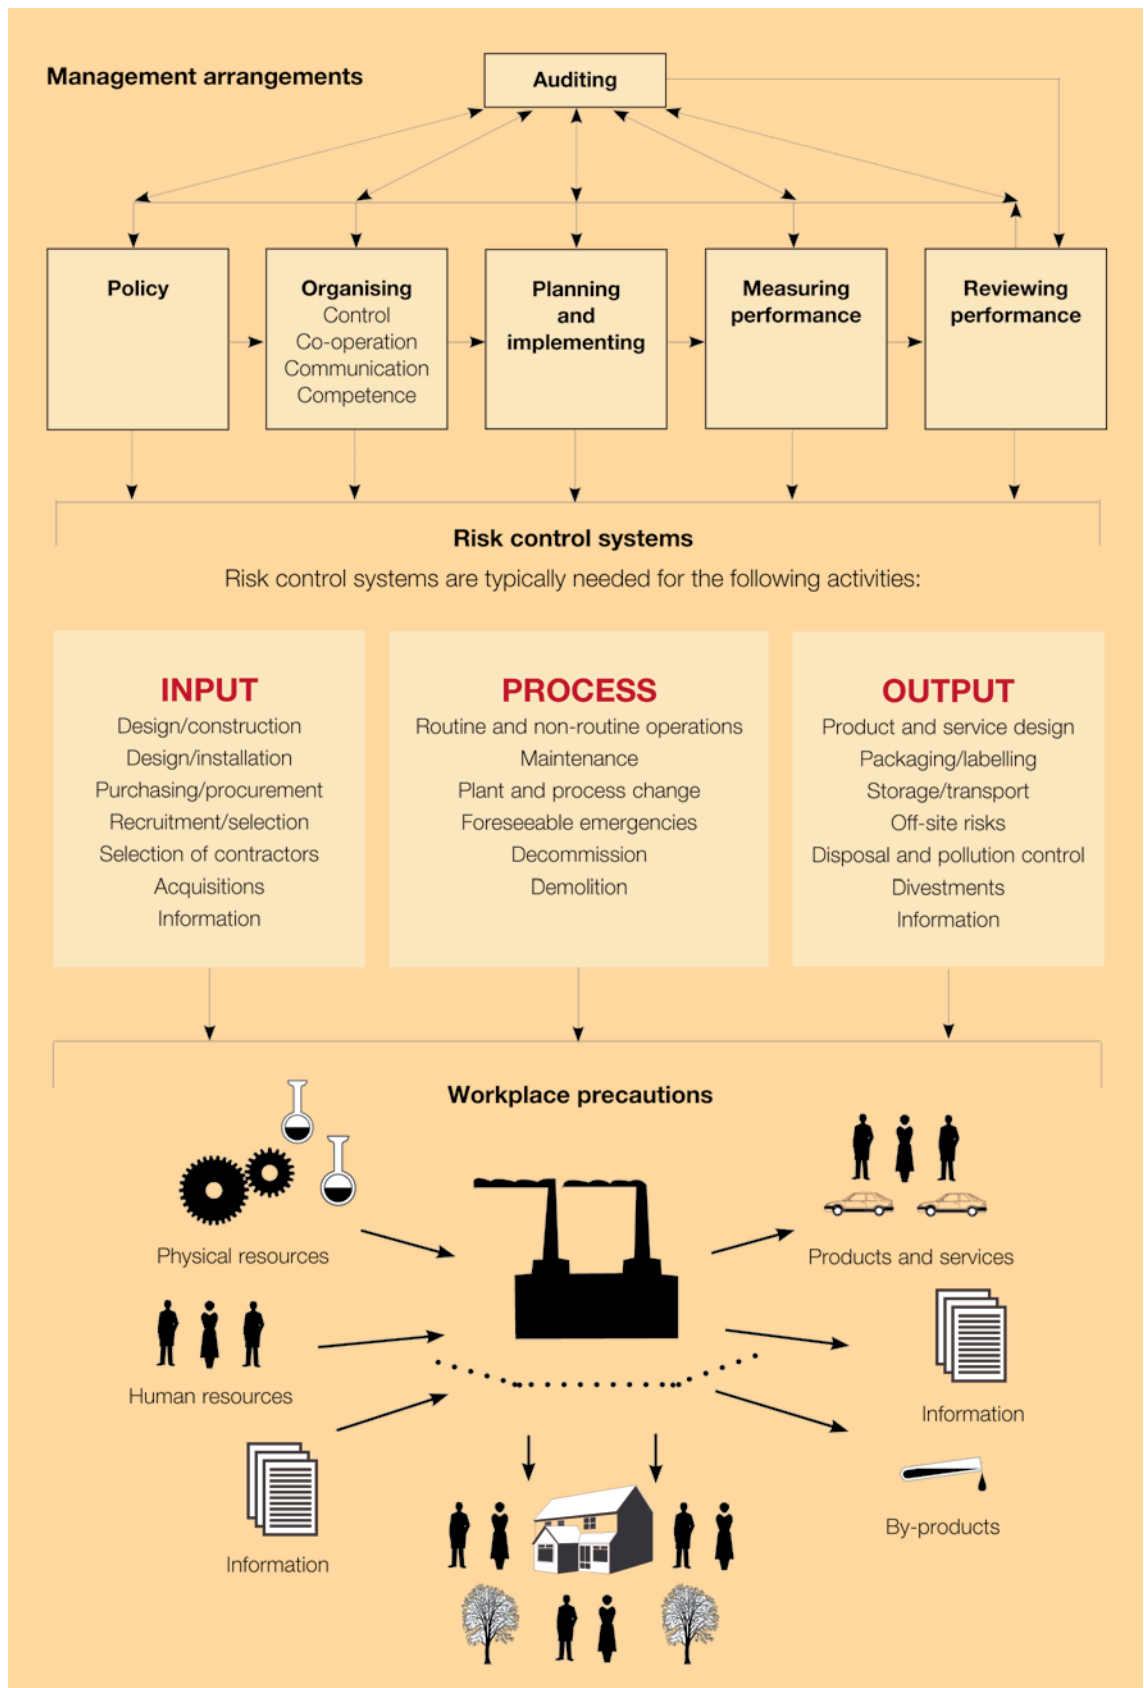 Management arrangements
Auditing
Policy
Organising
Control
Co-operation
Communication
Competence
Planning
and
implementing
Measuring
performance
Reviewing
performance
Risk control systems
Risk control systems are typically needed for the following activities:
INPUT
Design/construction
Design/installation
Purchasing/procurement
Recruitment/selection
Selection of contractors
Acquisitions
Information
PROCESS
Routine and non-routine operations
Maintenance
Plant and process change
Foreseeable emergencies
Decommission
Demolition
OUTPUT
Product and service design
Packaging/labelling
Storage/transport
Off-site risks
Disposal and pollution control
Divestments
Information
Workplace precautions
Physical resources
Human resources
Information
Products and services
Information
By-products